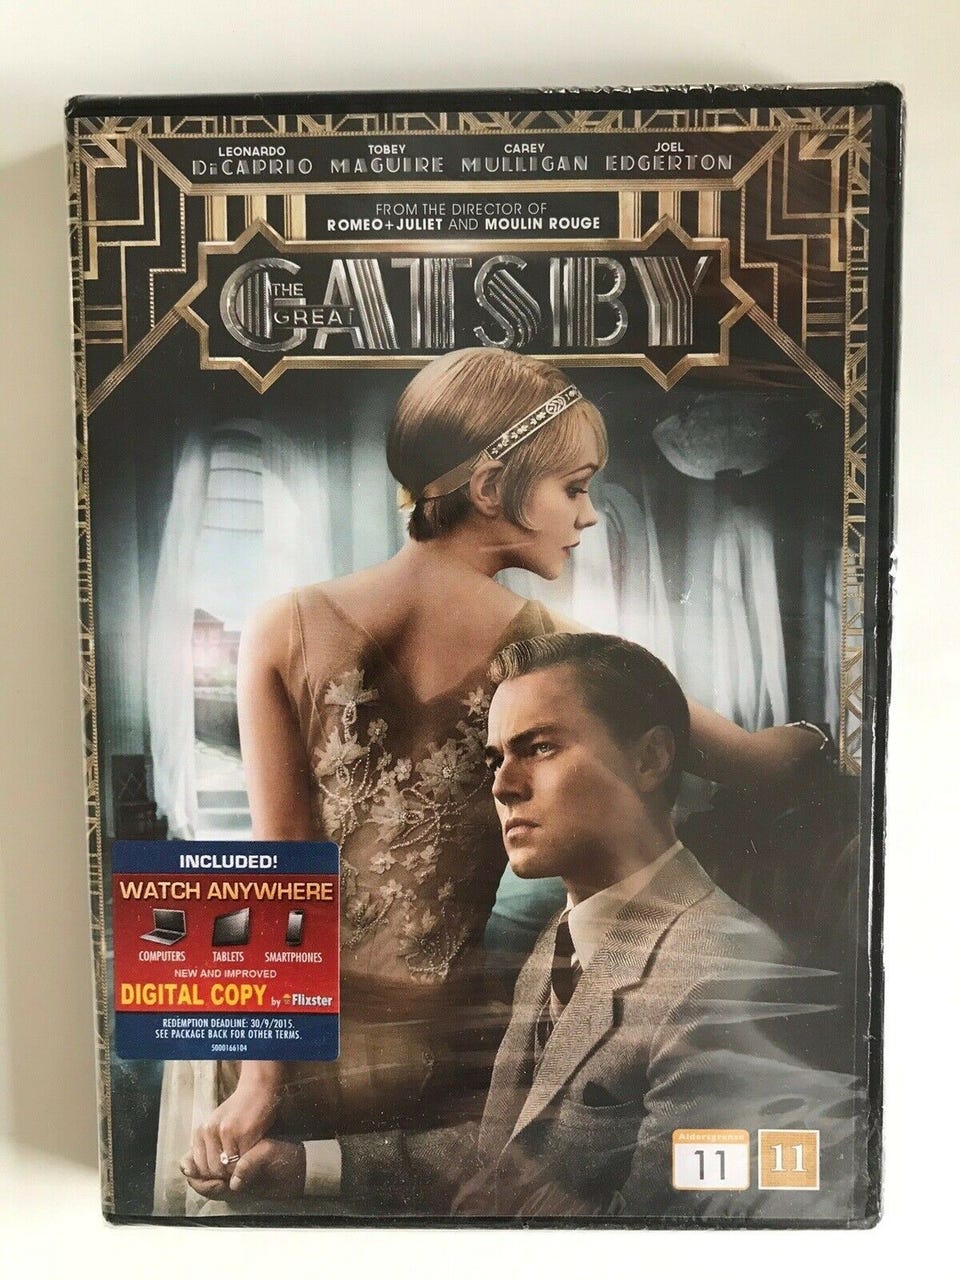 LEONARDO TOBEY CAREY JOEL
DiCAPRIO MAGUIRE MULLIGAN EDGERTON
FROM THE DIRECTOR OF
ROMEO+JULIET AND MOULIN ROUGE
THE
GREAT
GATSBY
INCLUDED!
WATCH ANYWHERE
COMPUTERS TABLETS SMARTPHONES
NEW AND IMPROVED
DIGITAL COPY by Flixster
REDEMPTION DEADLINE: 30/9/2015.
SEE PACKAGE BACK FOR OTHER TERMS.
5000166104
Aldersgrense
11
11